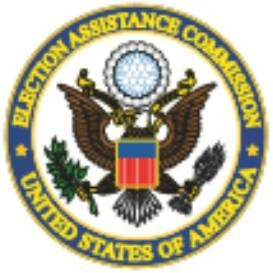 ELECTION ASSISTANCE COMMISSION
UNITED STATES OF AMERICA